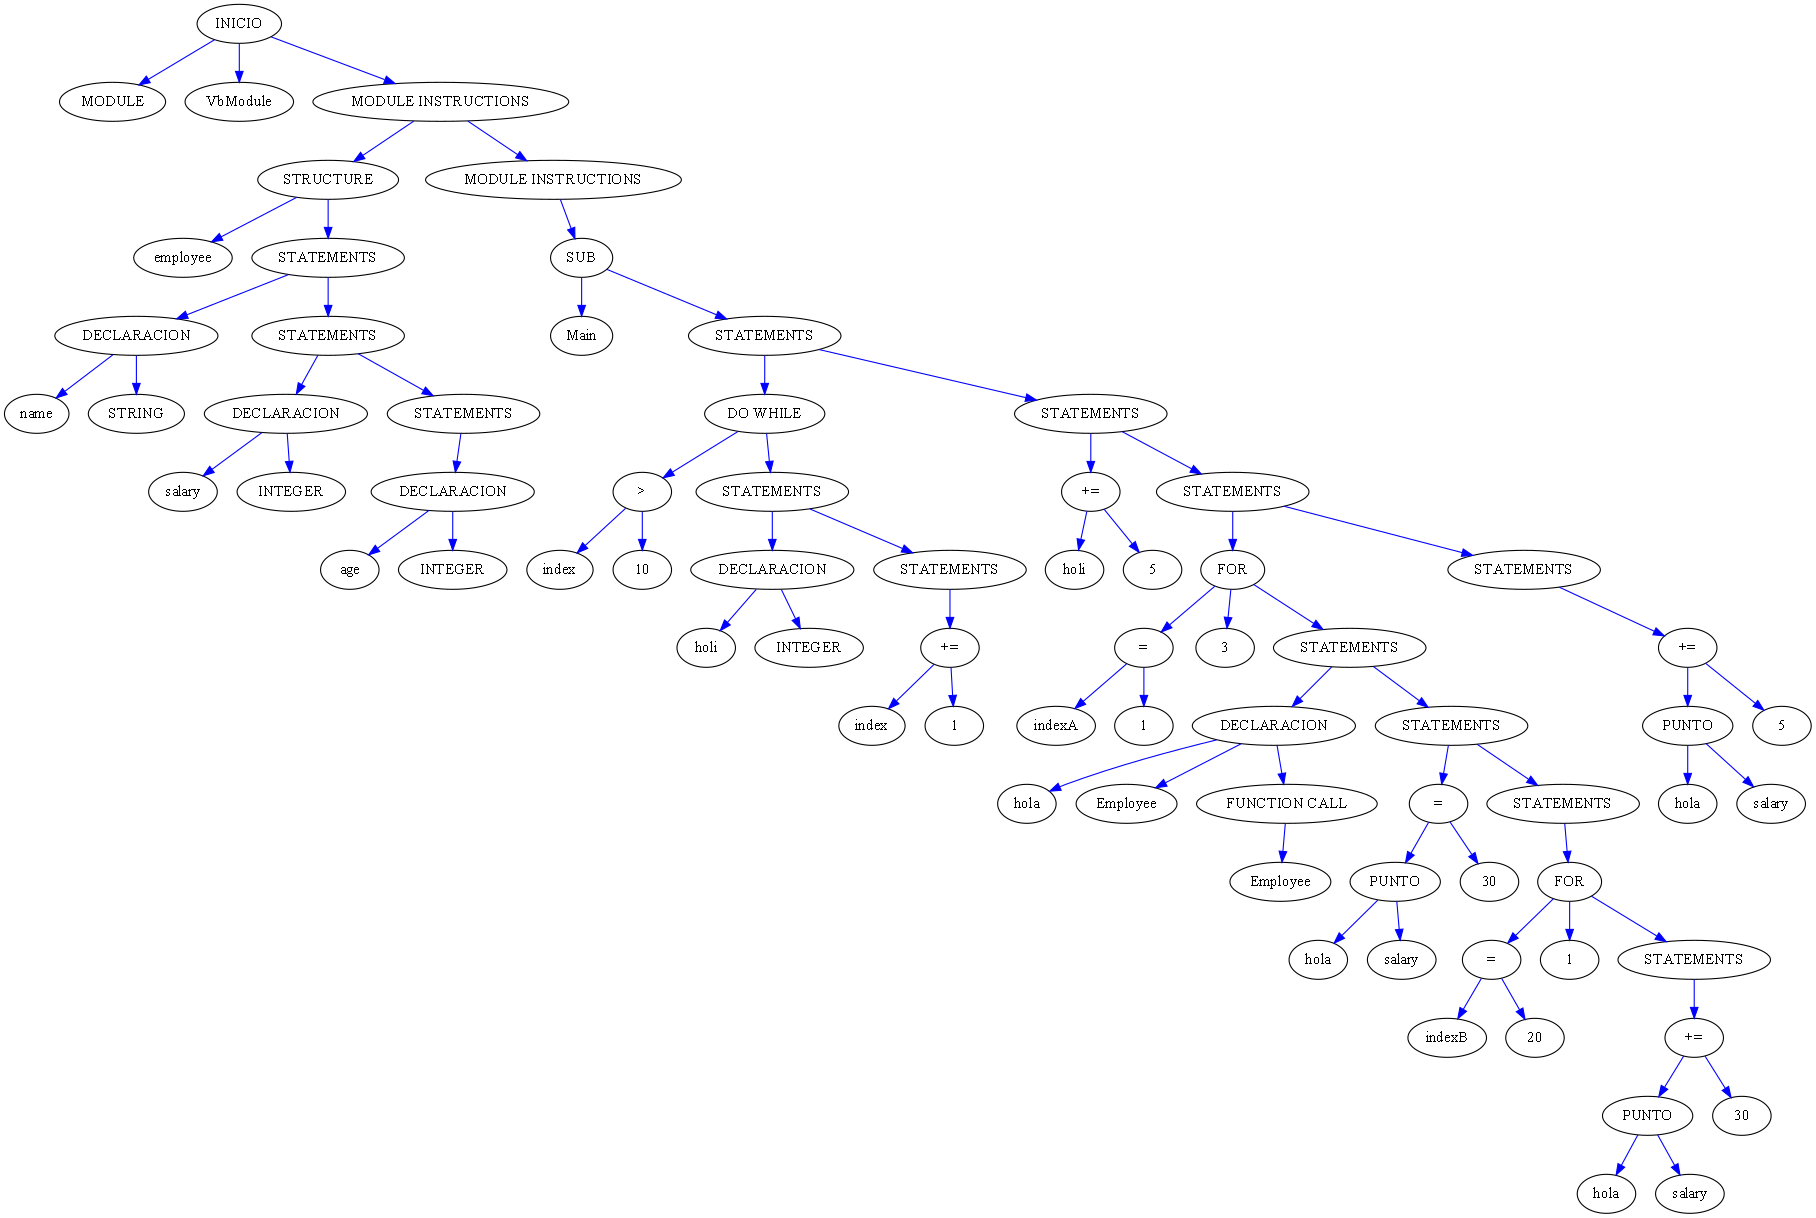 INICIO
MODULE VbModule MODULE INSTRUCTIONS
STRUCTURE MODULE INSTRUCTIONS
employee STATEMENTS SUB
DECLARACION STATEMENTS Main STATEMENTS
name STRING DECLARACION STATEMENTS DO WHILE STATEMENTS
salary INTEGER DECLARACION > STATEMENTS += STATEMENTS
age INTEGER index 10 DECLARACION STATEMENTS holi 5 FOR STATEMENTS
holi INTEGER += = 3 STATEMENTS +=
index 1 indexA 1 DECLARACION STATEMENTS PUNTO 5
hola Employee FUNCTION CALL = STATEMENTS hola salary
Employee PUNTO 30 FOR
hola salary = 1 STATEMENTS
indexB 20 +=
PUNTO 30
hola salary